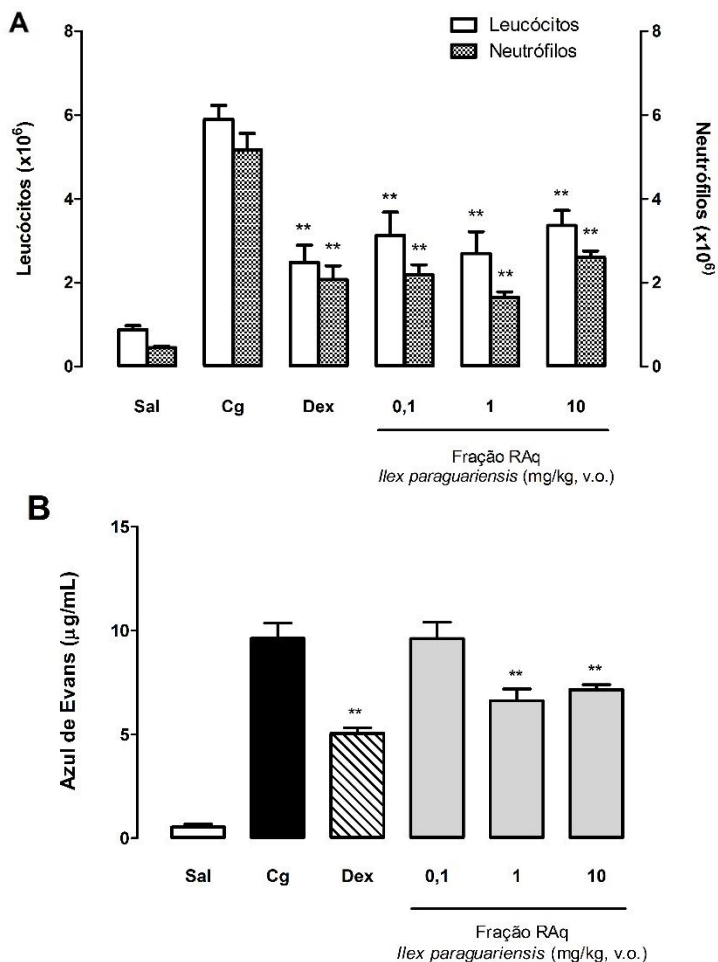 A
Leucócitos
Neutrófilos
8
6
4
2
0
Leucócitos (x10⁶)
8
6
4
2
0
Neutrófilos (x10⁶)
** ** ** ** ** ** ** **
Sal Cg Dex 0,1 1 10
Fração RAq
Ilex paraguariensis (mg/kg, v.o.)
B
15
10
5
0
Azul de Evans (µg/mL)
** ** **
Sal Cg Dex 0,1 1 10
Fração RAq
Ilex paraguariensis (mg/kg, v.o.)